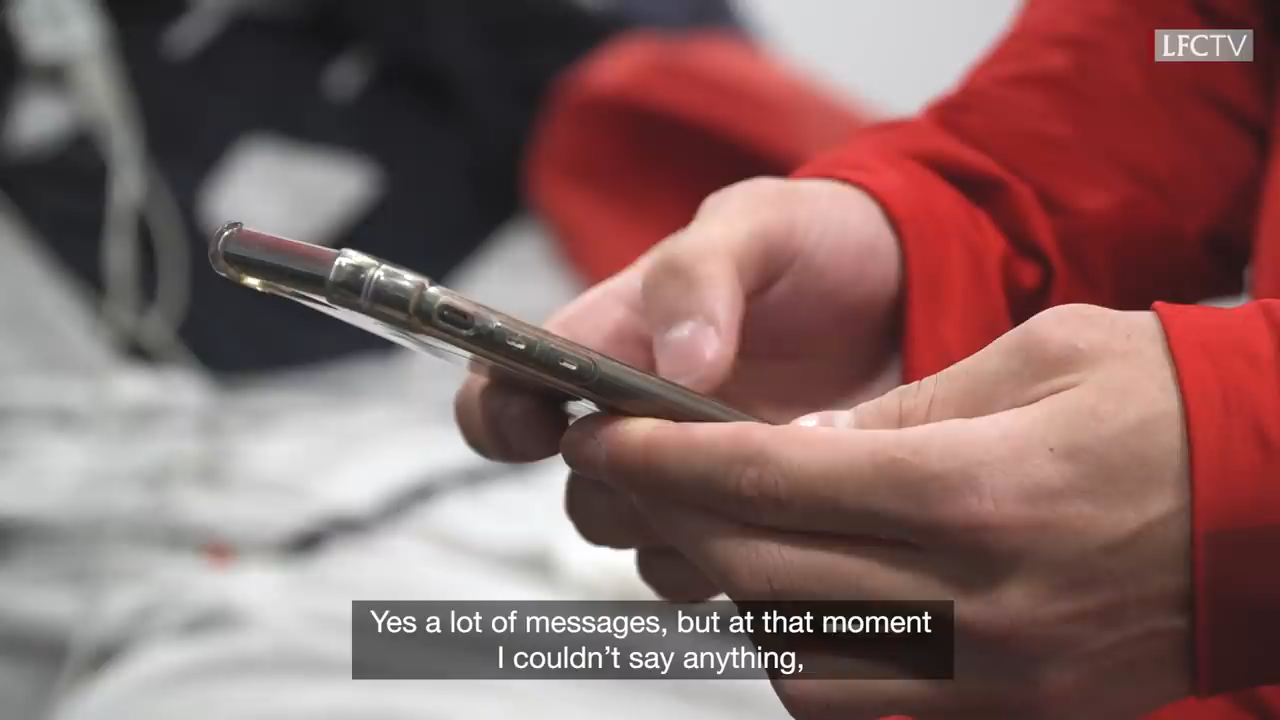 LFCTV
Yes a lot of messages, but at that moment
I couldn’t say anything,